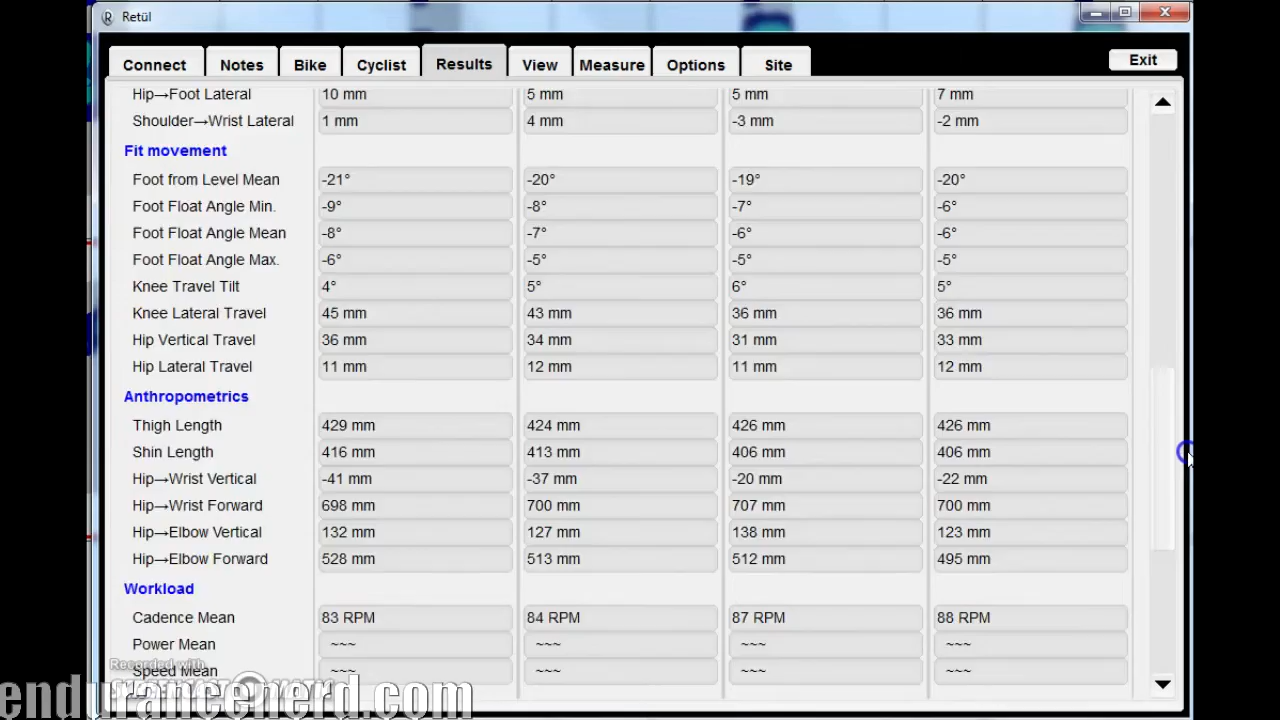 Retül
Connect Notes Bike Cyclist Results View Measure Options Site Exit
Hip→Foot Lateral 10 mm 5 mm 5 mm 7 mm
Shoulder→Wrist Lateral 1 mm 4 mm -3 mm -2 mm
Fit movement
Foot from Level Mean -21° -20° -19° -20°
Foot Float Angle Min. -9° -8° -7° -6°
Foot Float Angle Mean -8° -7° -6° -6°
Foot Float Angle Max. -6° -5° -5° -5°
Knee Travel Tilt 4° 5° 6° 5°
Knee Lateral Travel 45 mm 43 mm 36 mm 36 mm
Hip Vertical Travel 36 mm 34 mm 31 mm 33 mm
Hip Lateral Travel 11 mm 12 mm 11 mm 12 mm
Anthropometrics
Thigh Length 429 mm 424 mm 426 mm 426 mm
Shin Length 416 mm 413 mm 406 mm 406 mm
Hip→Wrist Vertical -41 mm -37 mm -20 mm -22 mm
Hip→Wrist Forward 698 mm 700 mm 707 mm 700 mm
Hip→Elbow Vertical 132 mm 127 mm 138 mm 123 mm
Hip→Elbow Forward 528 mm 513 mm 512 mm 495 mm
Workload
Cadence Mean 83 RPM 84 RPM 87 RPM 88 RPM
Power Mean ~~~ ~~~ ~~~ ~~~
Recorded with
Speed Mean ~~~ ~~~ ~~~ ~~~
endurancenerd.com